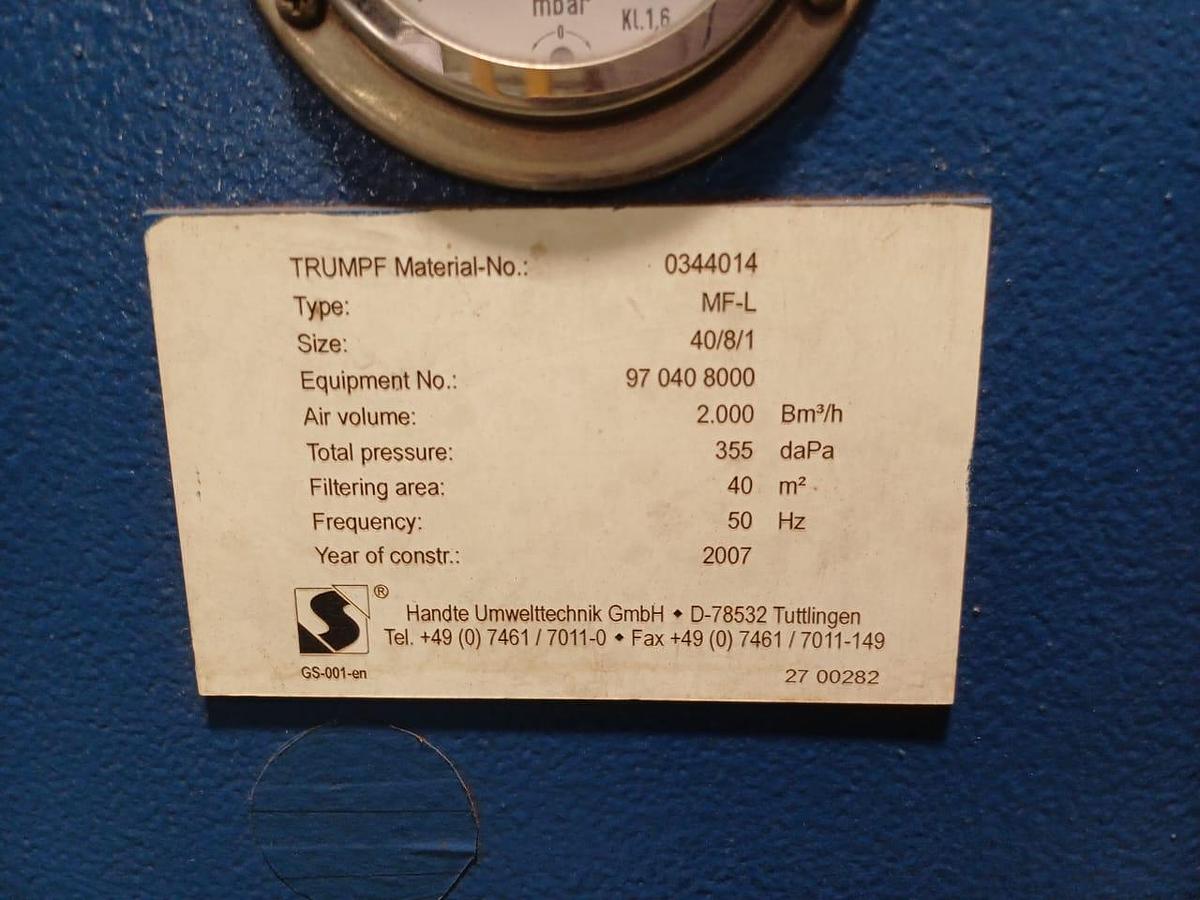 mbar
Kl.1,6
0
TRUMPF Material-No.: 0344014
Type: MF-L
Size: 40/8/1
Equipment No.: 97 040 8000
Air volume: 2.000 Bm³/h
Total pressure: 355 daPa
Filtering area: 40 m²
Frequency: 50 Hz
Year of constr.: 2007
S ®
Handte Umwelttechnik GmbH ◆ D-78532 Tuttlingen
Tel. +49 (0) 7461 / 7011-0 ◆ Fax +49 (0) 7461 / 7011-149
GS-001-en 27 00282